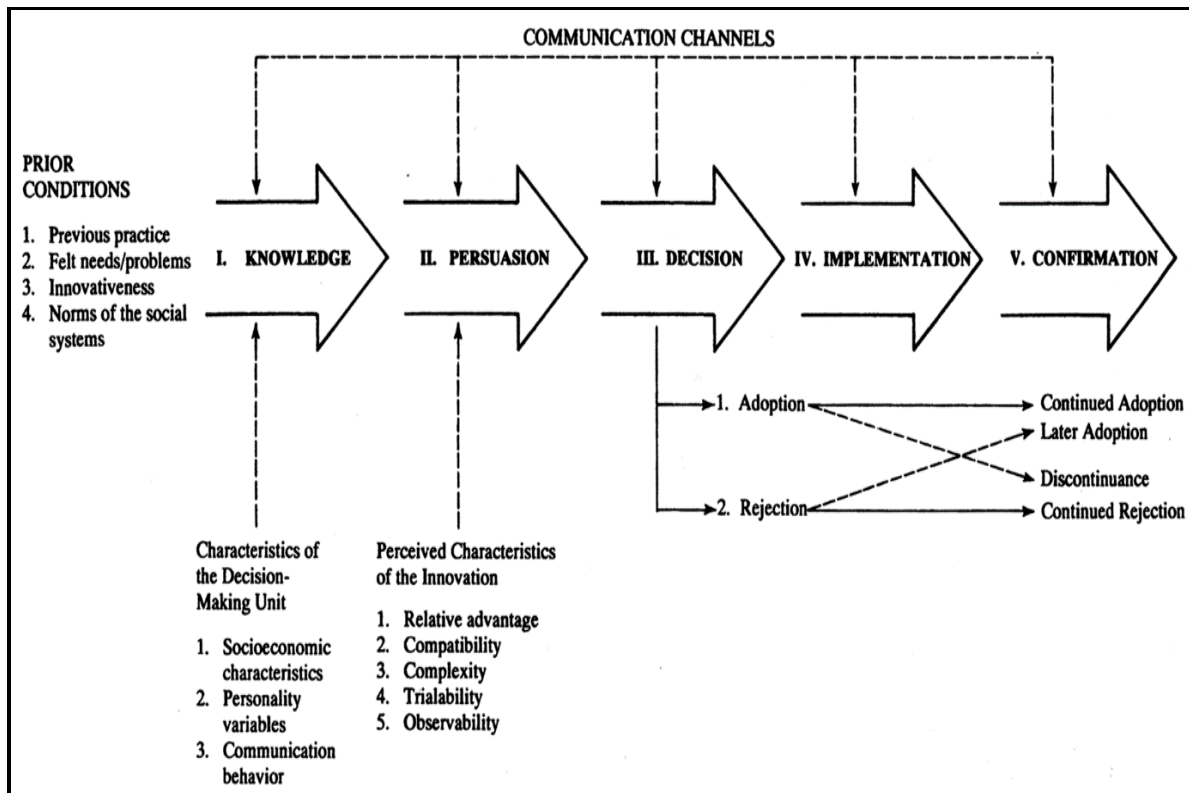 COMMUNICATION CHANNELS
PRIOR
CONDITIONS
1. Previous practice
2. Felt needs/problems
3. Innovativeness
4. Norms of the social
systems
I. KNOWLEDGE
II. PERSUASION
III. DECISION
IV. IMPLEMENTATION
V. CONFIRMATION
1. Adoption
2. Rejection
Continued Adoption
Later Adoption
Discontinuance
Continued Rejection
Characteristics of
the Decision-
Making Unit
1. Socioeconomic
characteristics
2. Personality
variables
3. Communication
behavior
Perceived Characteristics
of the Innovation
1. Relative advantage
2. Compatibility
3. Complexity
4. Trialability
5. Observability